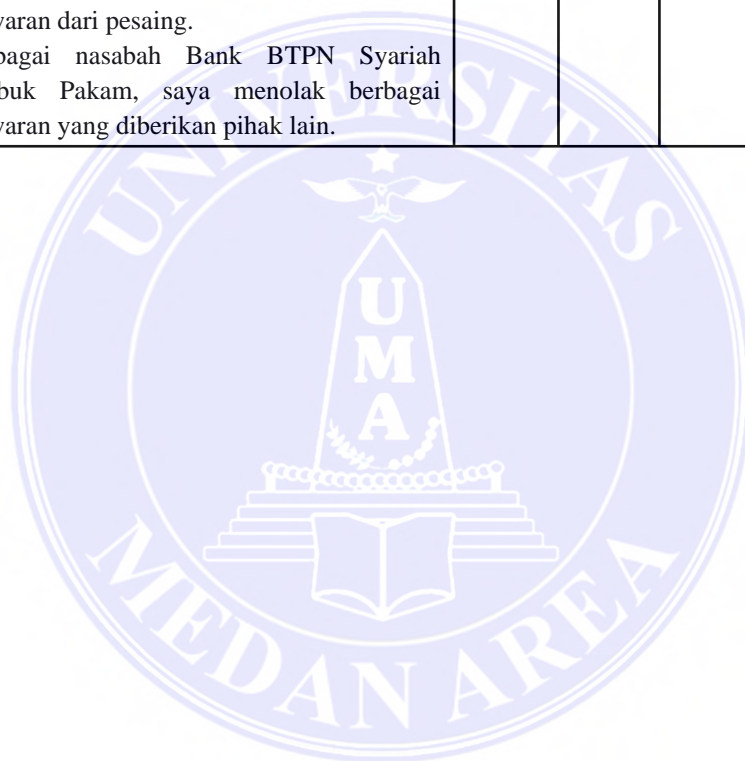 waran dari pesaing.
bagai nasabah Bank BTPN Syariah
buk Pakam, saya menolak berbagai
waran yang diberikan pihak lain.
UNIVERSITAS
U
M
A
MEDAN AREA